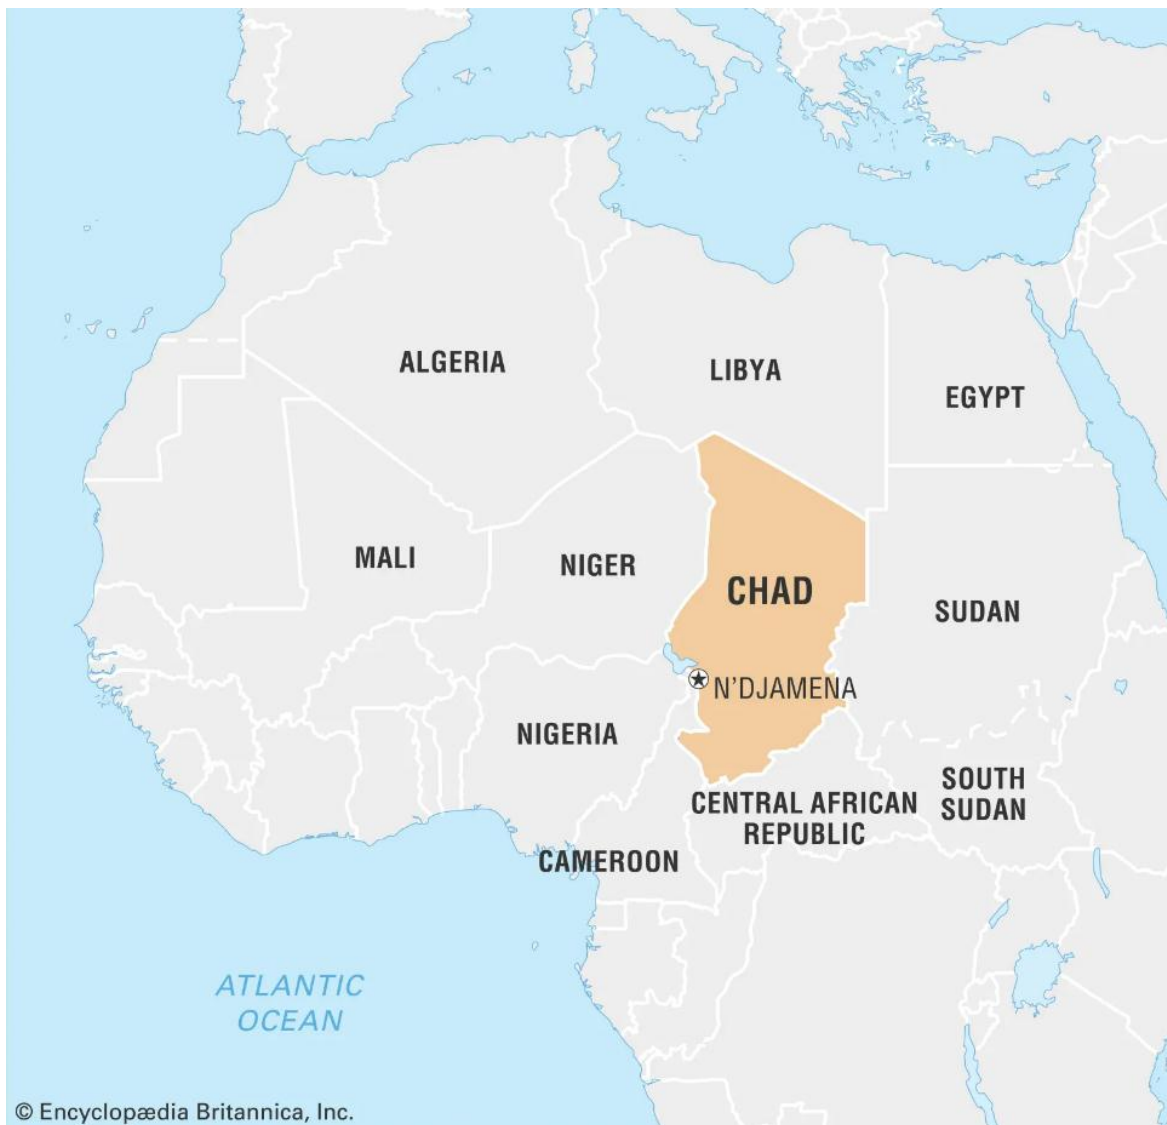 ALGERIA
LIBYA
EGYPT
MALI
NIGER
CHAD
SUDAN
N'DJAMENA
NIGERIA
CENTRAL AFRICAN
REPUBLIC
SOUTH
SUDAN
CAMEROON
ATLANTIC
OCEAN
© Encyclopædia Britannica, Inc.